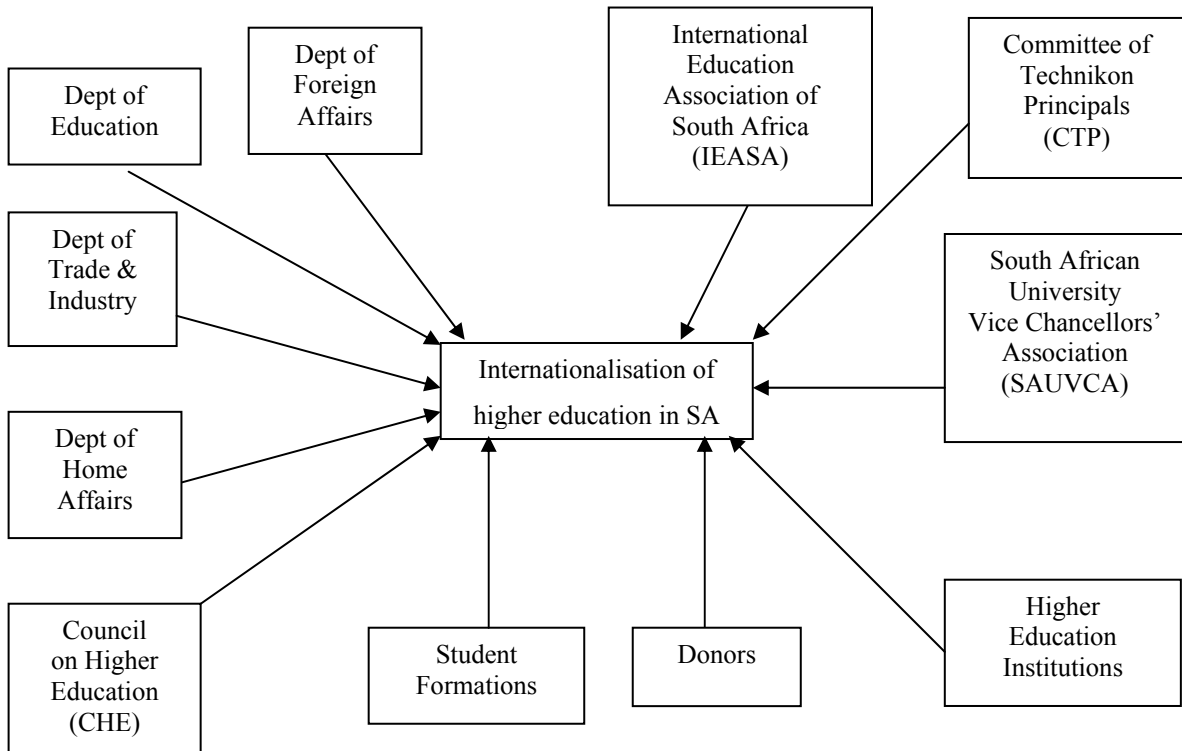 Dept of
Education
Dept of
Foreign
Affairs
International
Education
Association of
South Africa
(IEASA)
Committee of
Technikon
Principals
(CTP)
Dept of
Trade &
Industry
South African
University
Vice Chancellors’
Association
(SAUVCA)
Internationalisation of
higher education in SA
Dept of
Home
Affairs
Council
on Higher
Education
(CHE)
Student
Formations
Donors
Higher
Education
Institutions